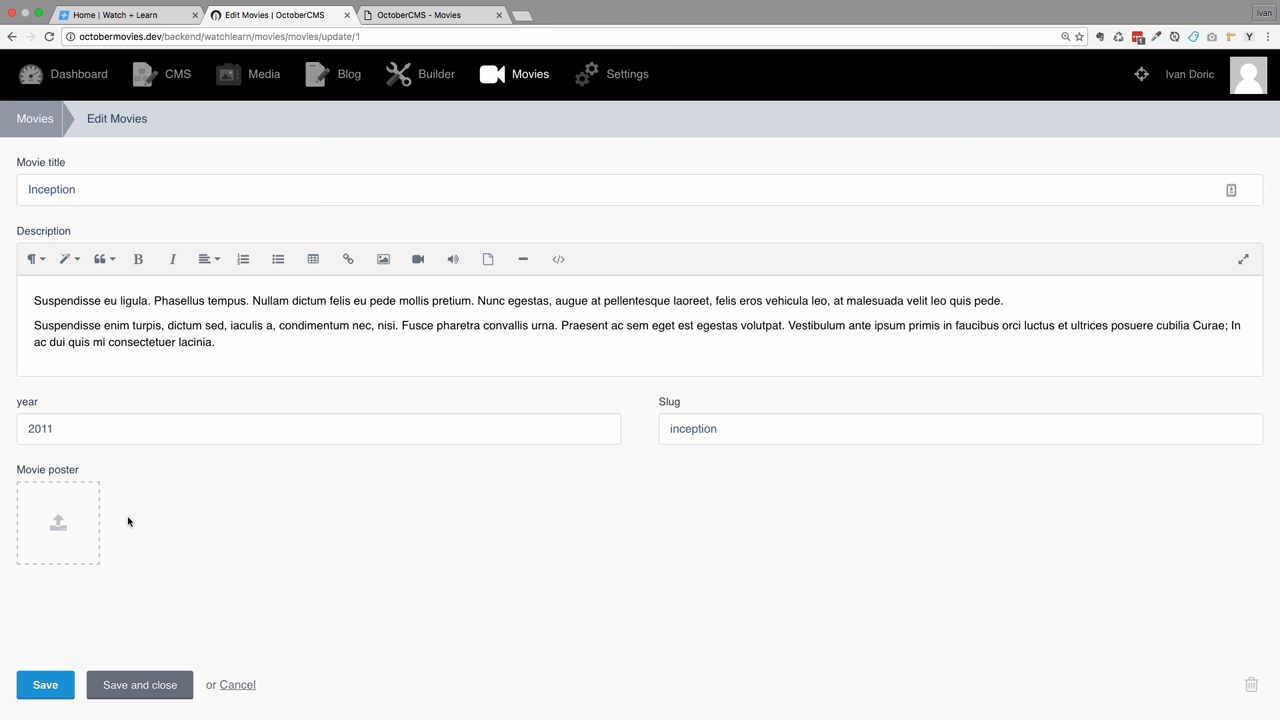 Home | Watch + Learn
Edit Movies | OctoberCMS
OctoberCMS - Movies
Ivan
octobermovies.dev/backend/watchlearn/movies/movies/update/1
Dashboard
CMS
Media
Blog
Builder
Movies
Settings
Ivan Doric
Movies
Edit Movies
Movie title
Inception
Description
Suspendisse eu ligula. Phasellus tempus. Nullam dictum felis eu pede mollis pretium. Nunc egestas, augue at pellentesque laoreet, felis eros vehicula leo, at malesuada velit leo quis pede.
Suspendisse enim turpis, dictum sed, iaculis a, condimentum nec, nisi. Fusce pharetra convallis urna. Praesent ac sem eget est egestas volutpat. Vestibulum ante ipsum primis in faucibus orci luctus et ultrices posuere cubilia Curae; In
ac dui quis mi consectetuer lacinia.
year
Slug
2011
inception
Movie poster
Save
Save and close
or Cancel